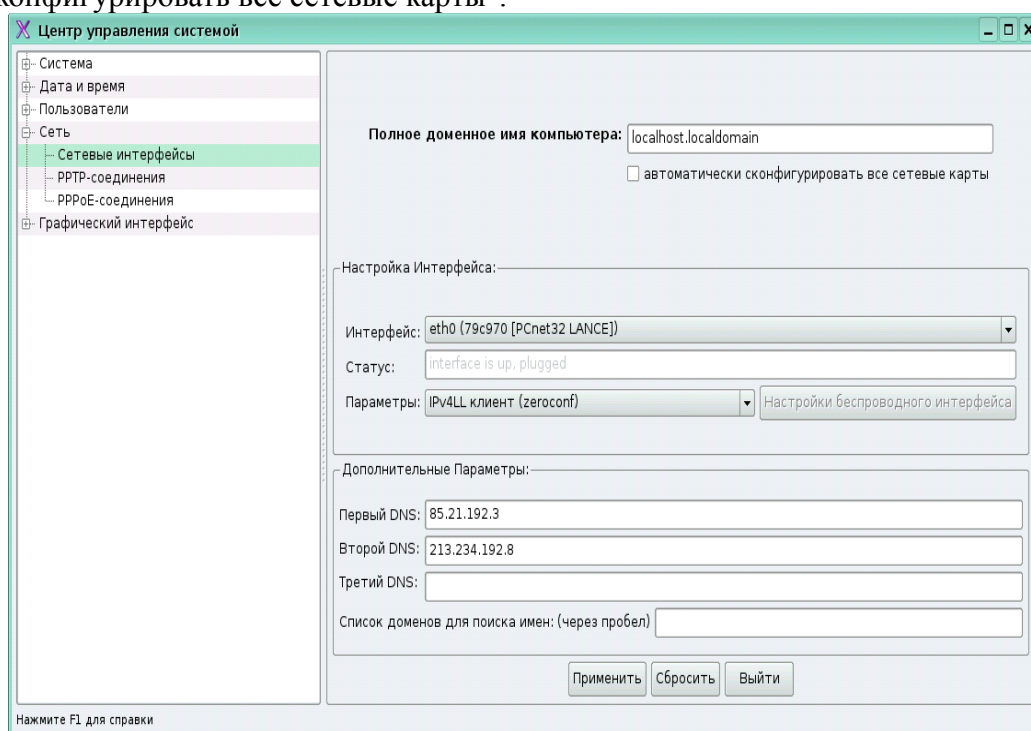 конфигурировать все сетевые карты".
Центр управления системой
Система
Дата и время
Пользователи
Сеть
Сетевые интерфейсы
PPTP-соединения
PPPoE-соединения
Графический интерфейс
Полное доменное имя компьютера: localhost.localdomain
автоматически сконфигурировать все сетевые карты
Настройка Интерфейса:
Интерфейс: eth0 (79c970 [PCnet32 LANCE])
Статус: interface is up, plugged
Параметры: IPv4LL клиент (zeroconf) Настройки беспроводного интерфейса
Дополнительные Параметры:
Первый DNS: 85.21.192.3
Второй DNS: 213.234.192.8
Третий DNS:
Список доменов для поиска имен: (через пробел)
Применить Сбросить Выйти
Нажмите F1 для справки